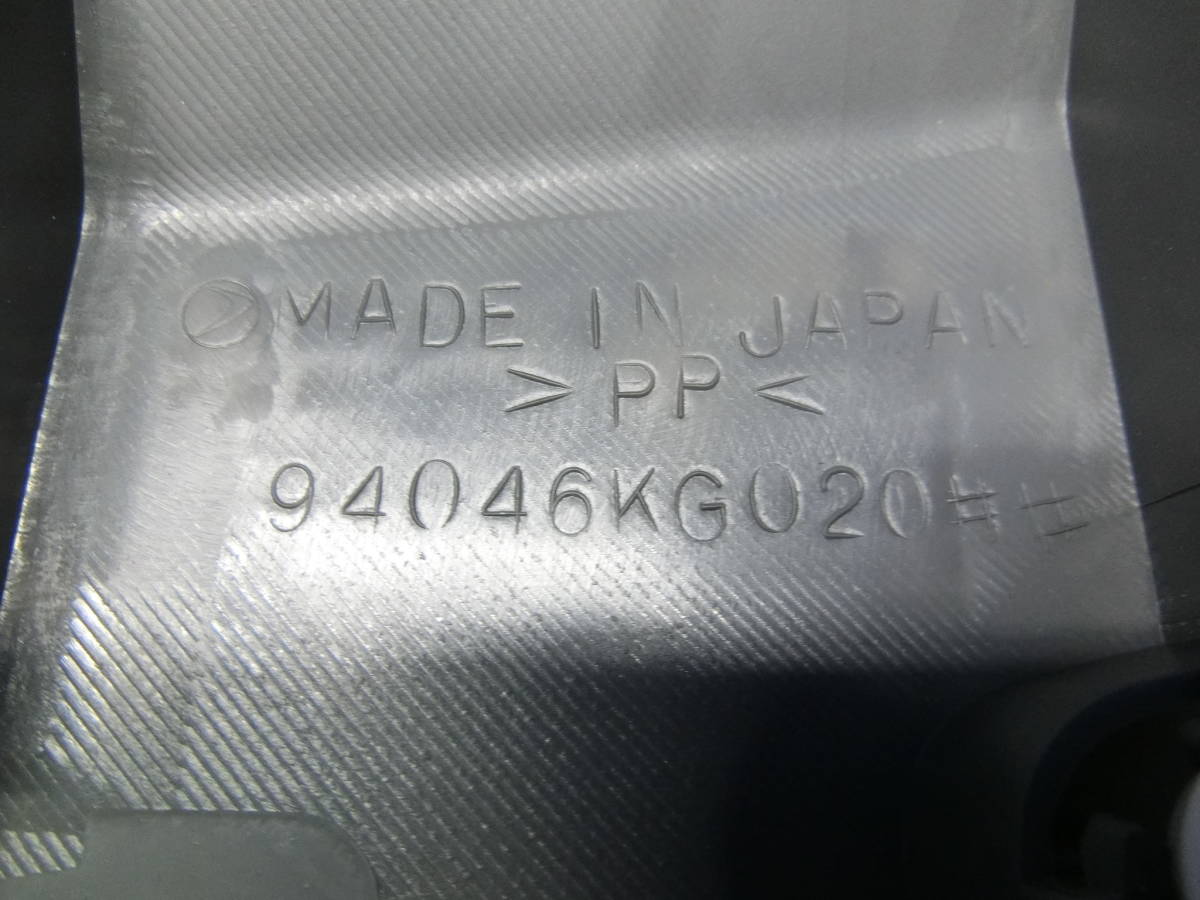 MADE IN JAPAN
>PP<
94046KG020##